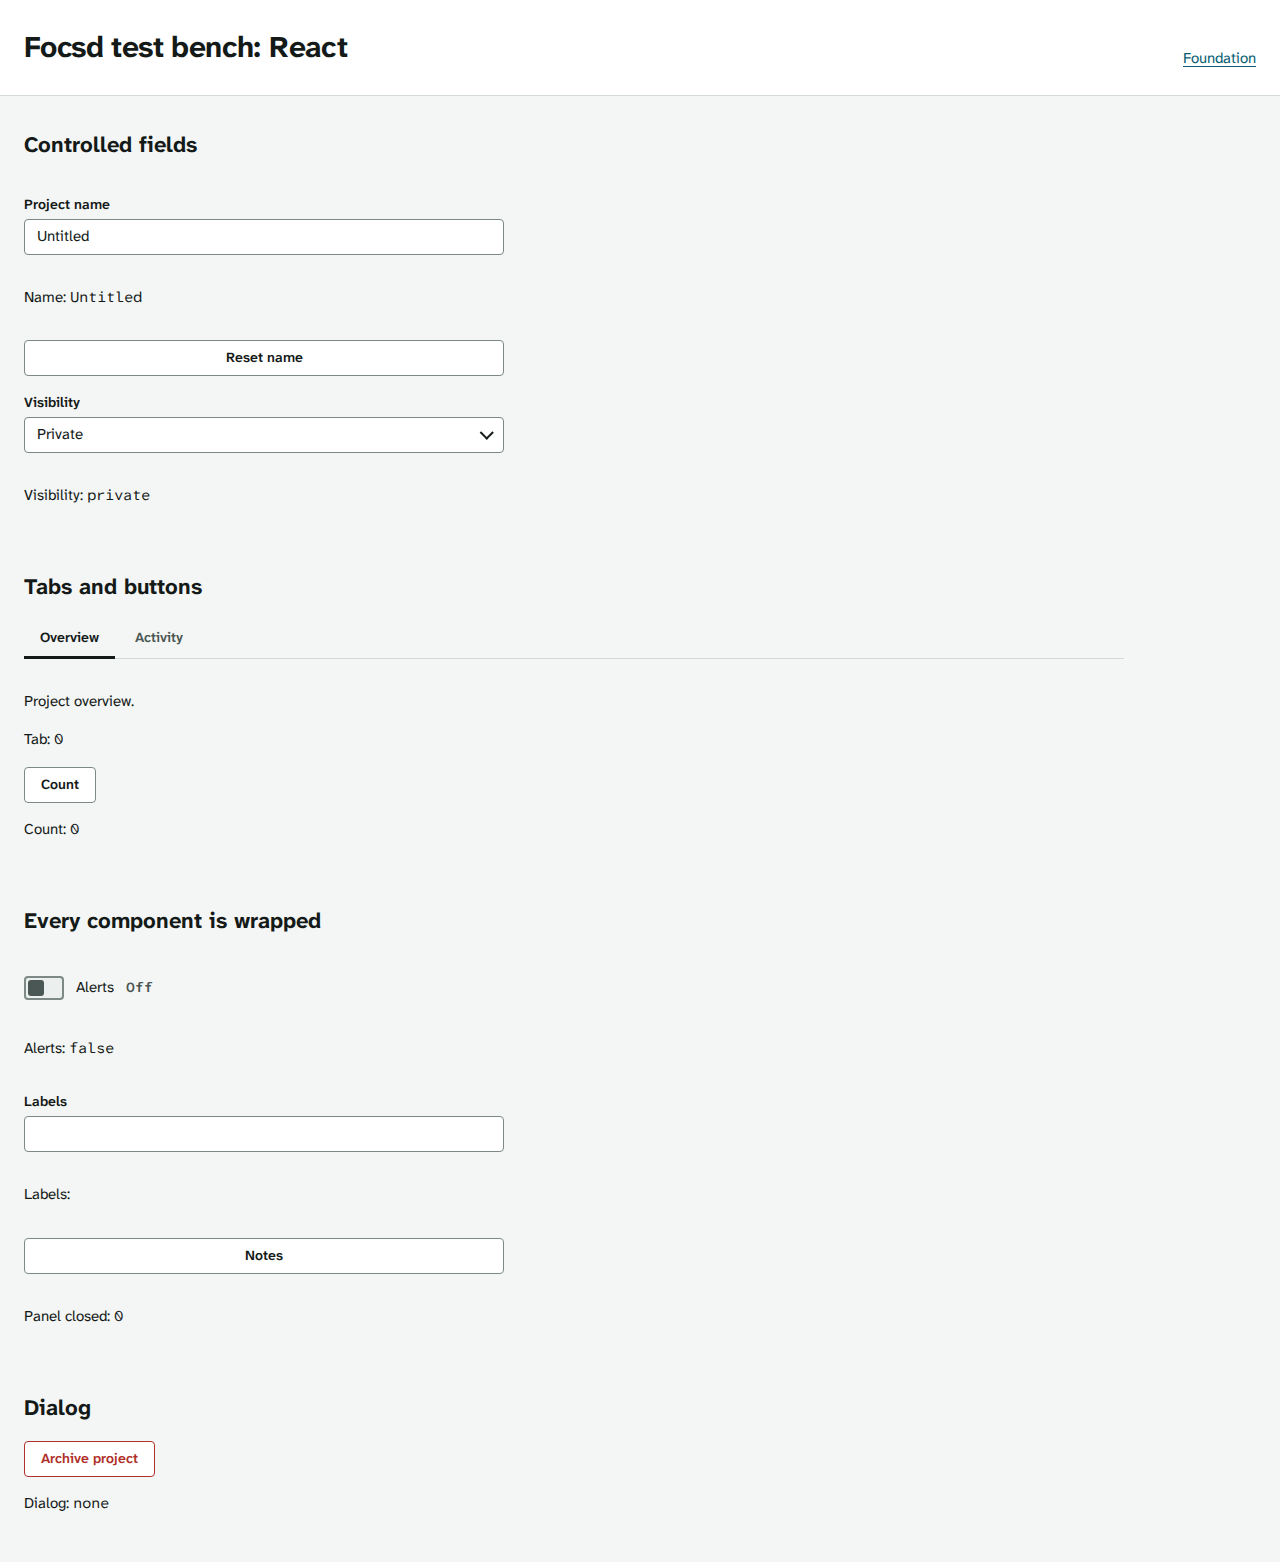 Focsd test bench: React
Foundation
Controlled fields
Project name
Untitled
Name: Untitled
Reset name
Visibility
Private
Visibility: private
Tabs and buttons
Overview Activity
Project overview.
Tab: 0
Count
Count: 0
Every component is wrapped
Alerts Off
Alerts: false
Labels
Labels:
Notes
Panel closed: 0
Dialog
Archive project
Dialog: none